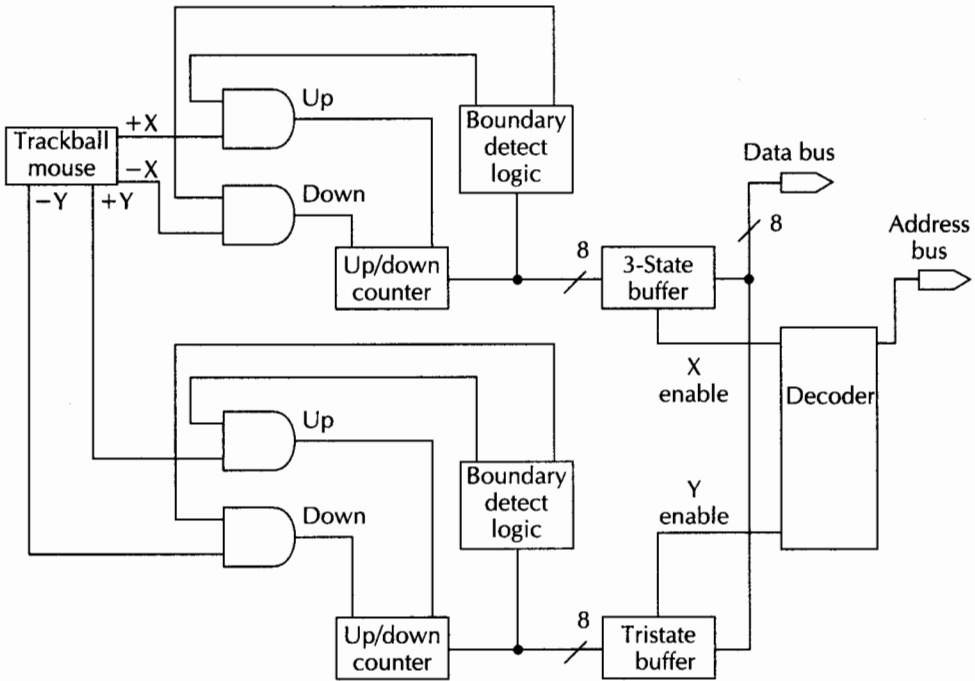 Up
Boundary
detect
logic
+X
Trackball
mouse
−X
−Y
+Y
Down
Up/down
counter
8
3-State
buffer
Data bus
8
Address
bus
X
enable
Decoder
Up
Boundary
detect
logic
Down
Y
enable
Up/down
counter
8
Tristate
buffer